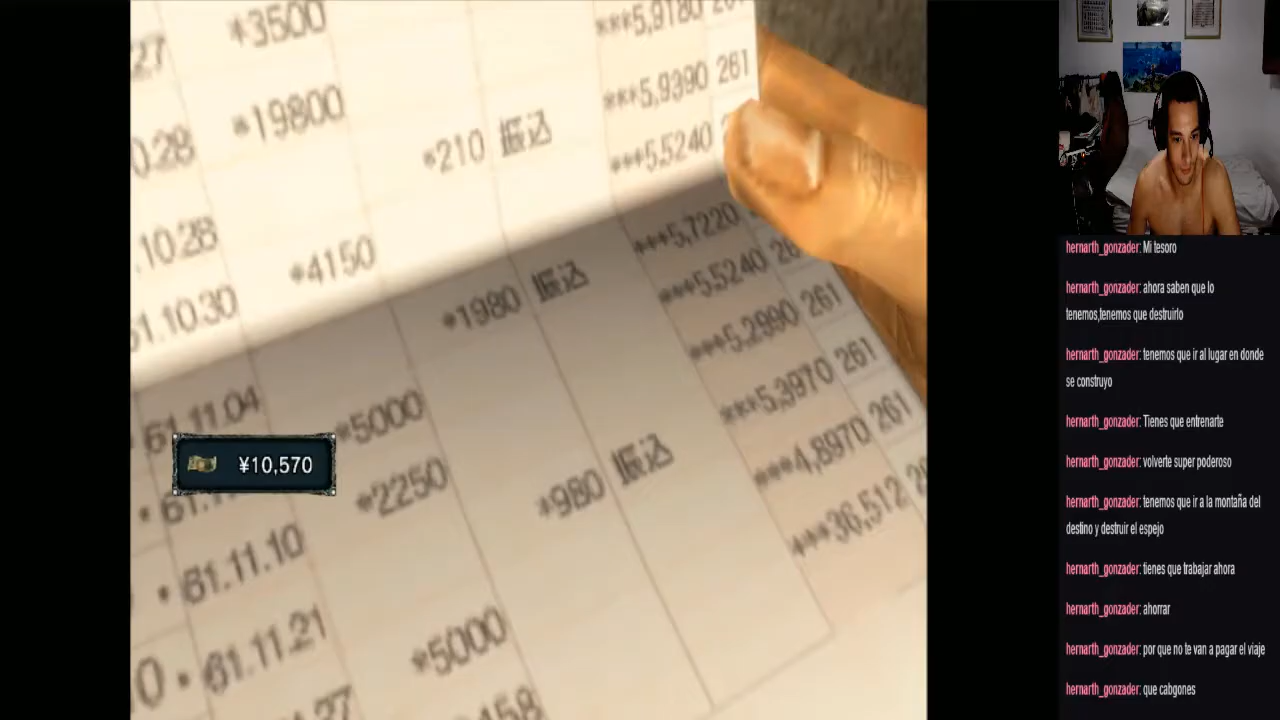 27 *3500 ***5,9180
0.28 *19800 ***5,9390 261
*210 振込 ***5,5240
.10.28 ***5,7220
61.10.30 *4150 ***5,5240
*1980 振込 ***5,2990 261
61.11.04 *5000 ***5,3970 261
*2250 ***4,8970 261
61.11.10 *980 振込 ***36,512
61.11.21
*5000
¥10,570
hernarth_gonzader: Mi tesoro
hernarth_gonzader: ahora saben que lo
tenemos,tenemos que destruirlo
hernarth_gonzader: tenemos que ir al lugar en donde
se construyo
hernarth_gonzader: Tienes que entrenarte
hernarth_gonzader: volverte super poderoso
hernarth_gonzader: tenemos que ir a la montaña del
destino y destruir el espejo
hernarth_gonzader: tienes que trabajar ahora
hernarth_gonzader: ahorrar
hernarth_gonzader: por que no te van a pagar el viaje
hernarth_gonzader: que cabgones